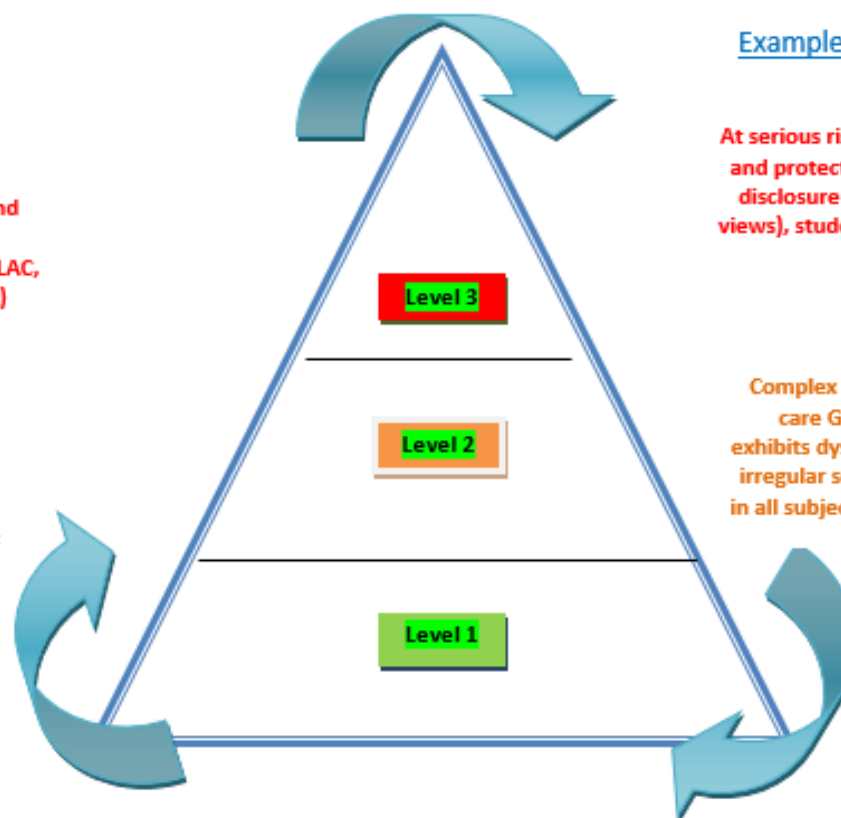 Example
At serious ri
and protect
disclosure
views), stude
nd
LAC,
)
Level 3
Complex
care G
exhibits dys
irregular s
in all subjec
Level 2
Level 1